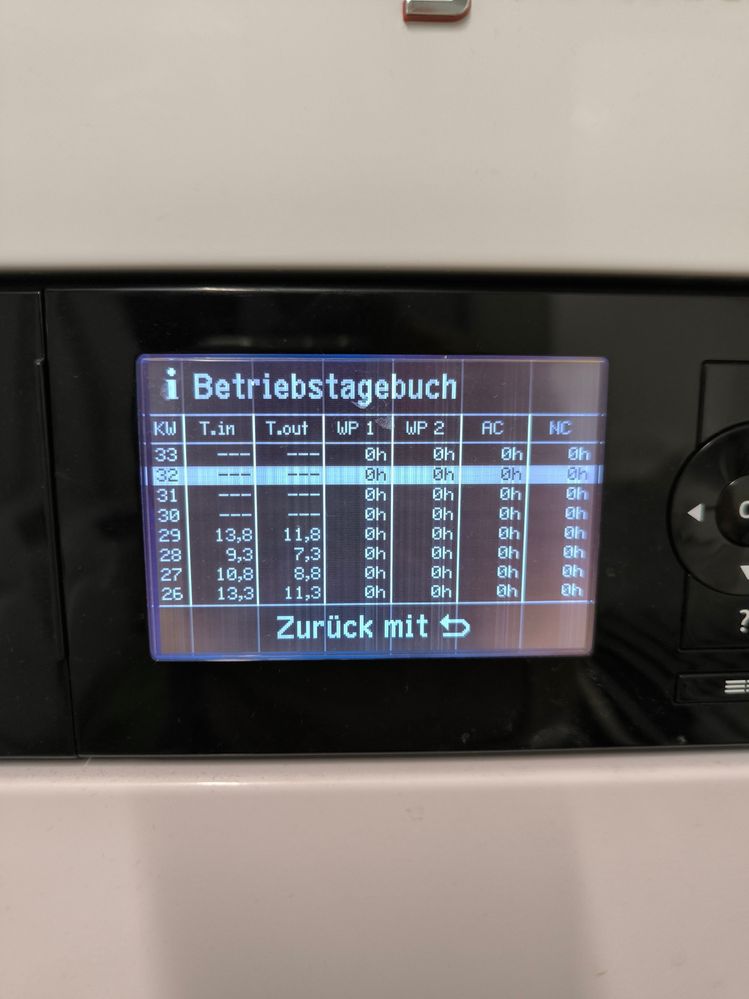 i Betriebstagebuch
KW T.in T.out WP 1 WP 2 AC NC
33 --- --- 0h 0h 0h 0h
32 --- --- 0h 0h 0h 0h
31 --- --- 0h 0h 0h 0h
30 --- --- 0h 0h 0h 0h
29 13,8 11,8 0h 0h 0h 0h
28 9,3 7,3 0h 0h 0h 0h
27 10,8 8,8 0h 0h 0h 0h
26 13,3 11,3 0h 0h 0h 0h
Zurück mit
?